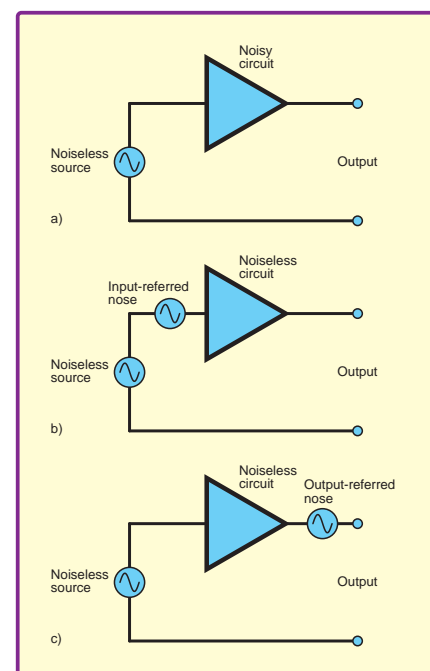 Noisy
circuit
Noiseless
source
Output
a)
Noiseless
circuit
Input-referred
nose
Noiseless
source
Output
b)
Noiseless
circuit
Output-referred
nose
Noiseless
source
Output
c)